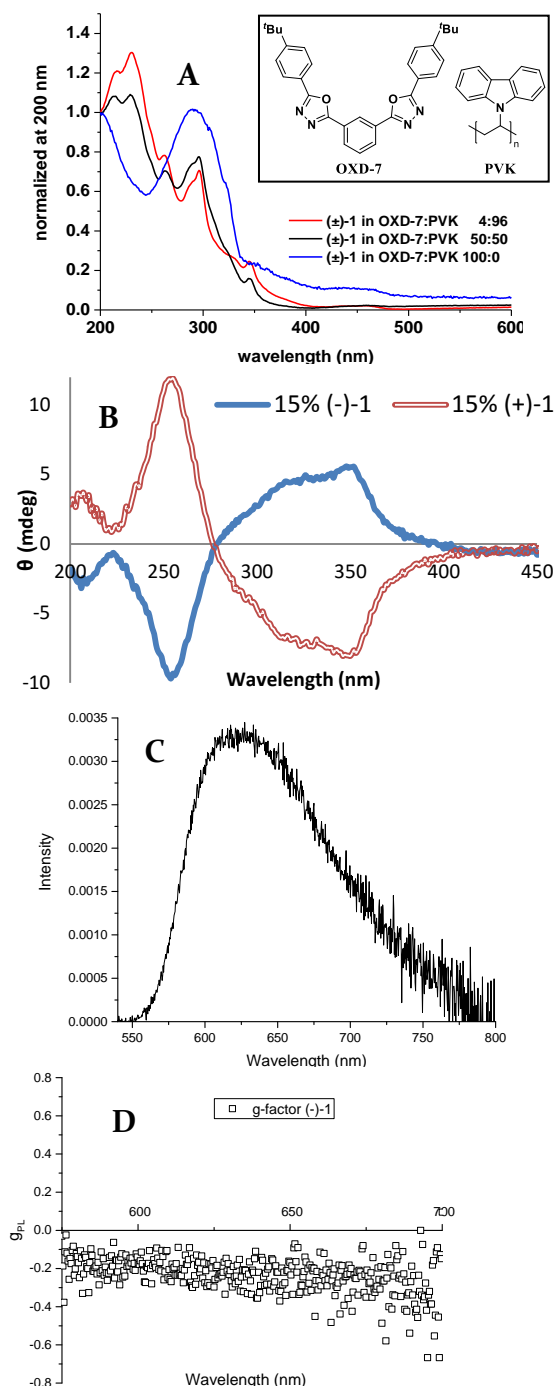 A
normalized at 200 nm
1.4
1.2
1.0
0.8
0.6
0.4
0.2
0.0
200 300 400 500 600
wavelength (nm)
(±)-1 in OXD-7:PVK 4:96
(±)-1 in OXD-7:PVK 50:50
(±)-1 in OXD-7:PVK 100:0
tBu tBu
O O
N N N N
OXD-7
N
n
PVK
B
15% (-)-1 15% (+)-1
θ (mdeg)
10
5
0
-5
-10
200 250 300 350 400 450
Wavelength (nm)
C
Intensity
0.0035
0.0030
0.0025
0.0020
0.0015
0.0010
0.0005
0.0000
550 600 650 700 750 800
Wavelength (nm)
D
g-factor (-)-1
gPL
0.8
0.6
0.4
0.2
0.0
-0.2
-0.4
-0.6
-0.8
600 650 700
Wavelength (nm)